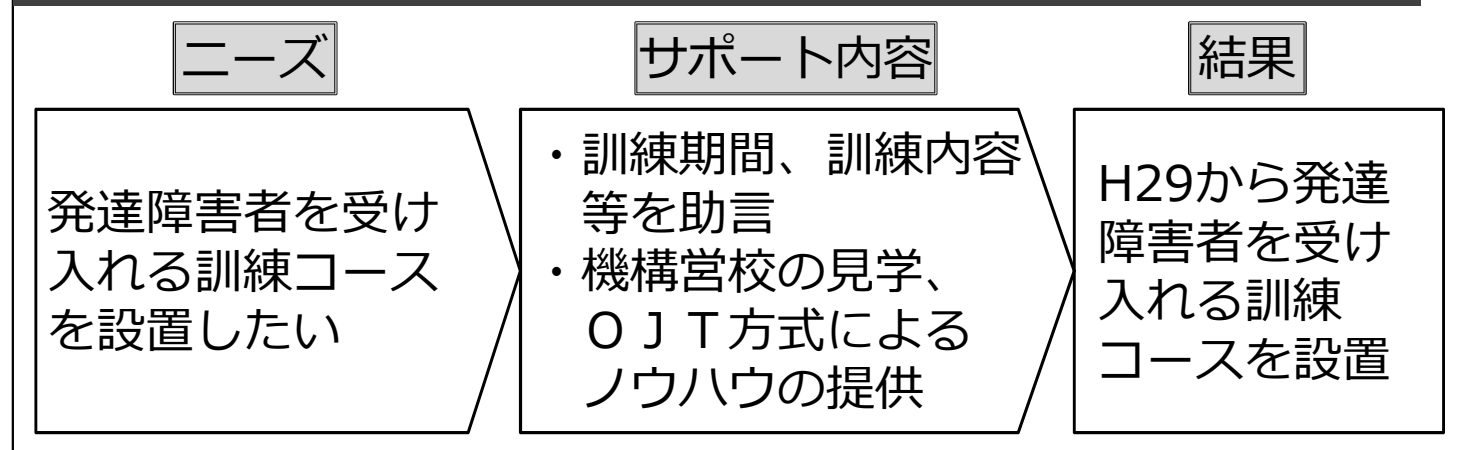 ニーズ
発達障害者を受け
入れる訓練コース
を設置したい
サポート内容
・訓練期間、訓練内容
等を助言
・機構営校の見学、
ＯＪＴ方式による
ノウハウの提供
結果
H29から発達
障害者を受け
入れる訓練
コースを設置